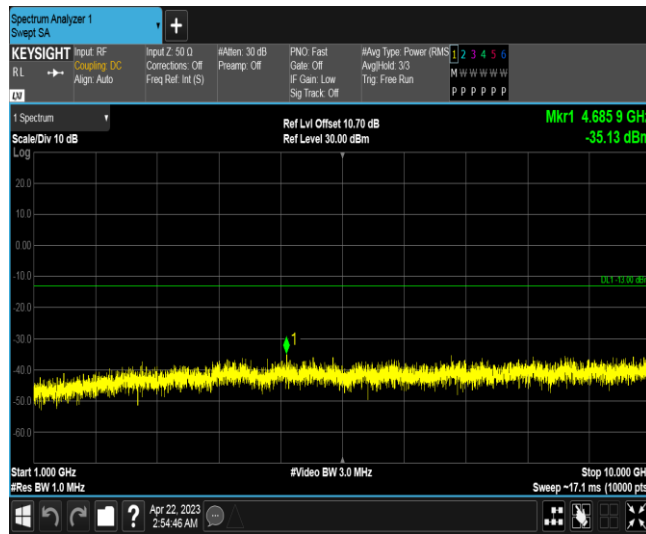 Spectrum Analyzer 1
Swept SA
+
KEYSIGHT
RL
LXI
Input: RF
Coupling: DC
Align: Auto
Input Z: 50 Ω
Corrections: Off
Freq Ref: Int (S)
#Atten: 30 dB
Preamp: Off
PNO: Fast
Gate: Off
IF Gain: Low
Sig Track: Off
#Avg Type: Power (RMS
Avg|Hold: 3/3
Trig: Free Run
1 2 3 4 5 6
M W W W W W
P P P P P P
1 Spectrum
Scale/Div 10 dB
Log
Ref Lvl Offset 10.70 dB
Ref Level 30.00 dBm
Mkr1 4.685 9 GHz
-35.13 dBm
20.0
10.0
0.00
-10.0
-20.0
-30.0
-40.0
-50.0
-60.0
DL1 -13.00 dBm
1
Start 1.000 GHz
#Res BW 1.0 MHz
#Video BW 3.0 MHz
Stop 10.000 GHz
Sweep ~17.1 ms (10000 pts
?
Apr 22, 2023
2:54:46 AM